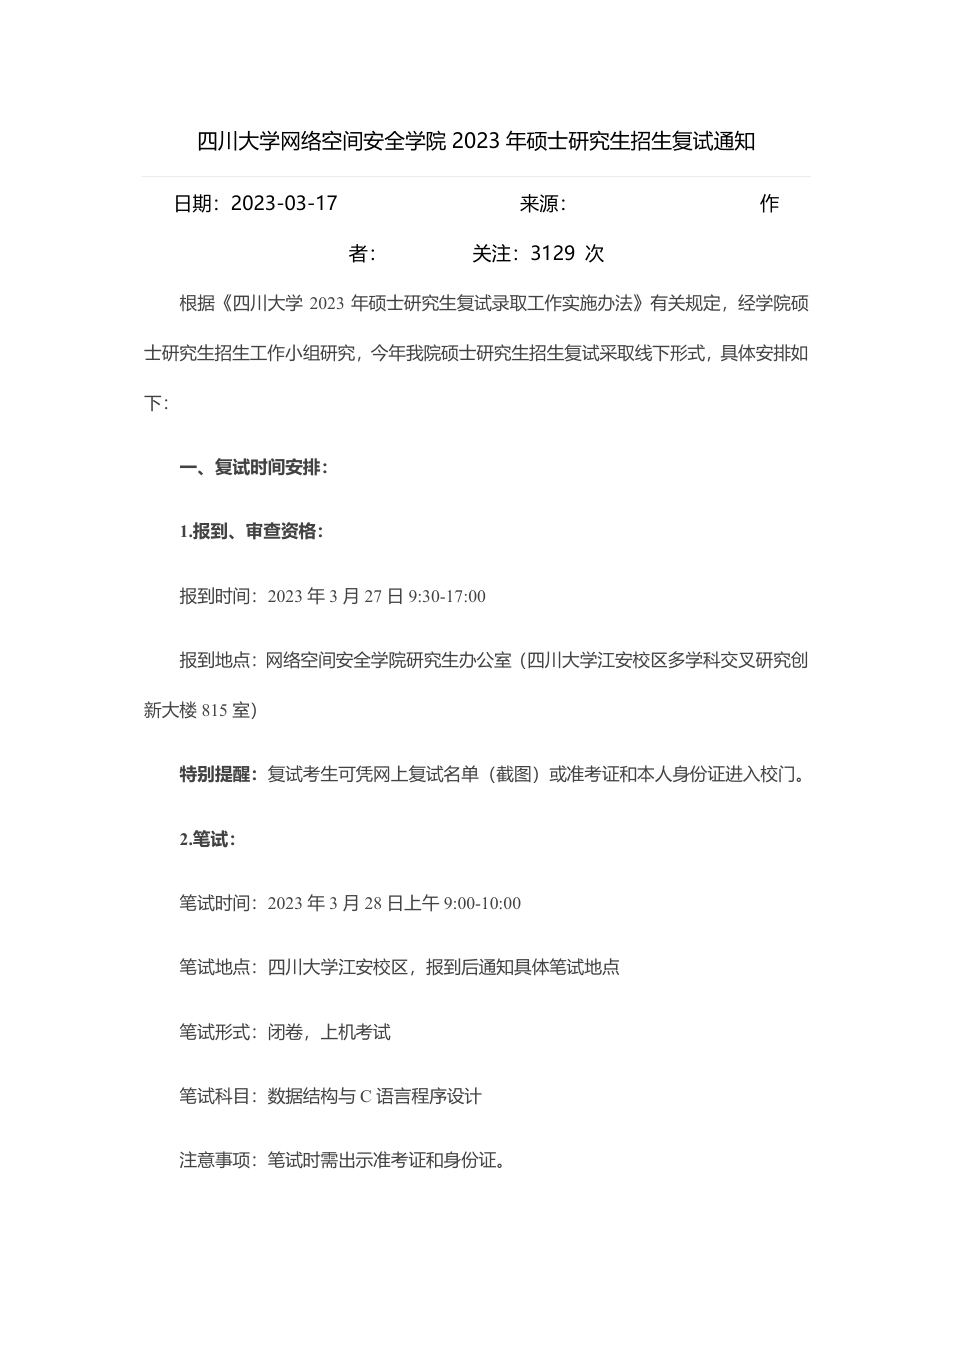 四川大学网络空间安全学院 2023 年硕士研究生招生复试通知
日期：2023-03-17 来源： 作
者： 关注：3129 次
根据《四川大学 2023 年硕士研究生复试录取工作实施办法》有关规定，经学院硕
士研究生招生工作小组研究，今年我院硕士研究生招生复试采取线下形式，具体安排如
下：
一、复试时间安排：
1.报到、审查资格：
报到时间：2023 年 3 月 27 日 9:30-17:00
报到地点：网络空间安全学院研究生办公室（四川大学江安校区多学科交叉研究创
新大楼 815 室）
特别提醒：复试考生可凭网上复试名单（截图）或准考证和本人身份证进入校门。
2.笔试：
笔试时间：2023 年 3 月 28 日上午 9:00-10:00
笔试地点：四川大学江安校区，报到后通知具体笔试地点
笔试形式：闭卷，上机考试
笔试科目：数据结构与 C 语言程序设计
注意事项：笔试时需出示准考证和身份证。